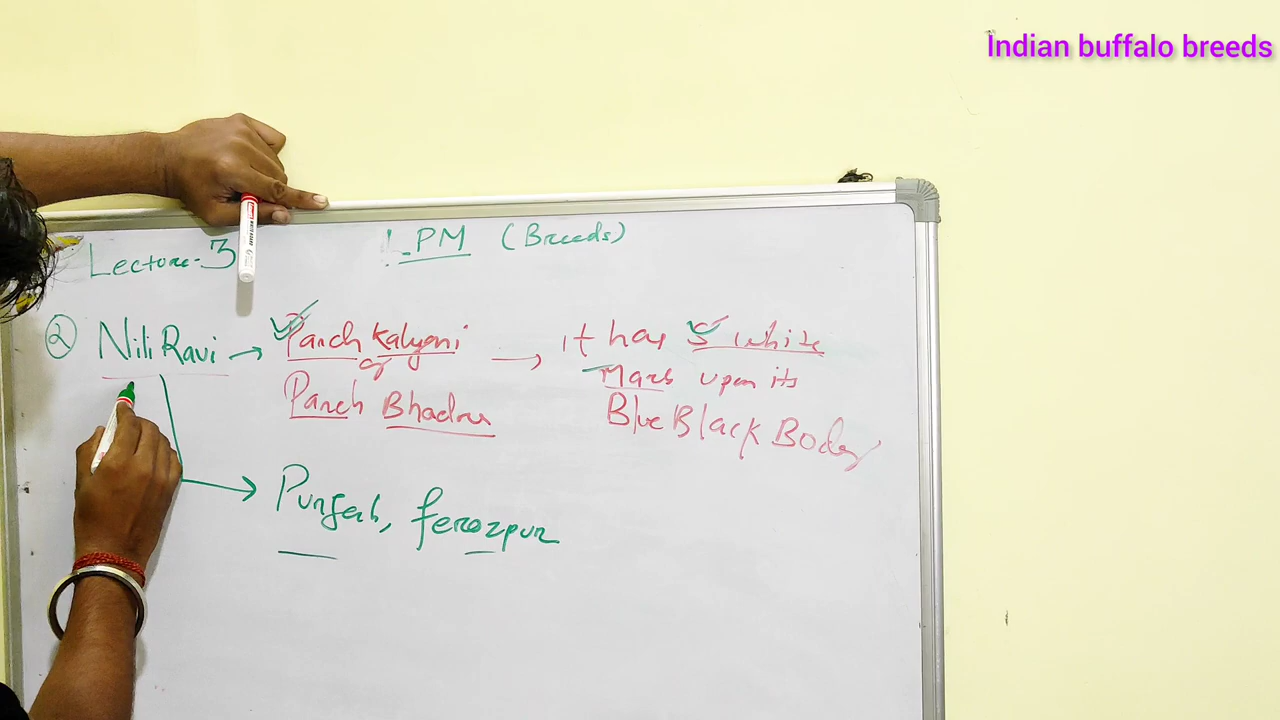 Indian buffalo breeds
Lecture-3
LPM (Breeds)
② Nili Ravi → Panch Kalyani → it has 5 white
or
Mark upon its
Panch Bhadra
Blue Black Body
→ Punjab, ferozpur